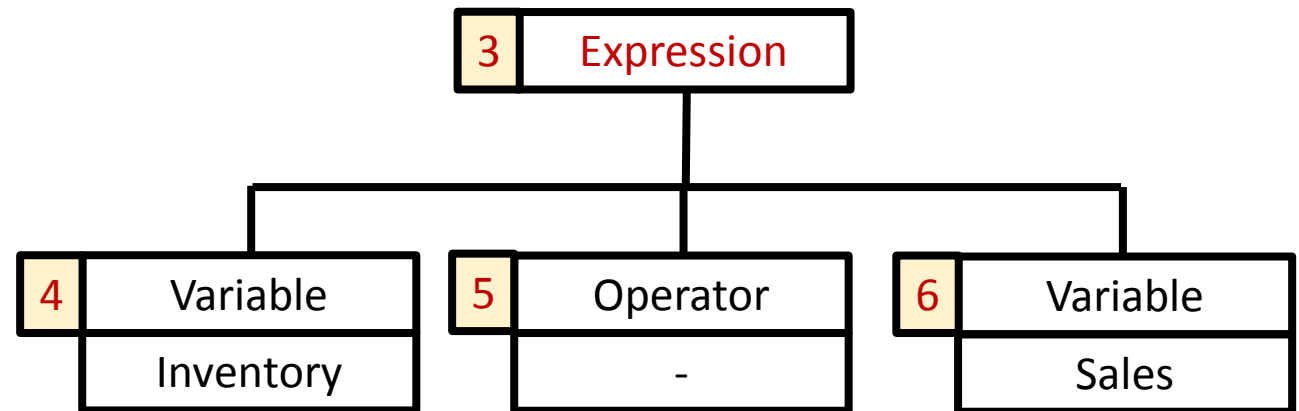 3 Expression
4 Variable 5 Operator 6 Variable
Inventory - Sales